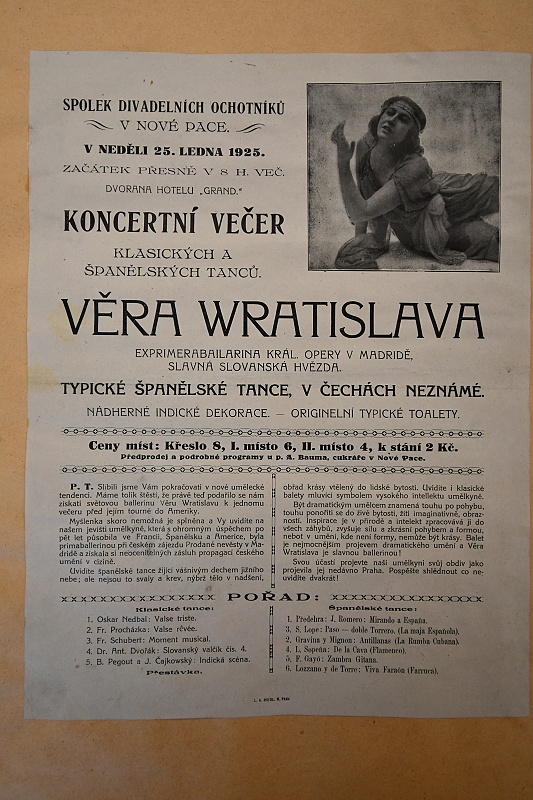 SPOLEK DIVADELNÍCH OCHOTNÍKŮ
V NOVÉ PACE.
V NEDĚLI 25. LEDNA 1925.
ZAČÁTEK PŘESNĚ V 8 H. VEČ.
DVORANA HOTELU „GRAND."
KONCERTNÍ VEČER
KLASICKÝCH A
ŠPANĚLSKÝCH TANCŮ.
VĚRA WRATISLAVA
EXPRIMERABAILARINA KRÁL. OPERY V MADRIDĚ,
SLAVNÁ SLOVANSKÁ HVĚZDA.
TYPICKÉ ŠPANĚLSKÉ TANCE, V ČECHÁCH NEZNÁMÉ.
NÁDHERNÉ INDICKÉ DEKORACE. — ORIGINELNÍ TYPICKÉ TOALETY.
Ceny míst: Křeslo 8, I. místo 6, II. místo 4, k stání 2 Kč.
Předprodej a podrobné programy u p. A. Bauma, cukráře v Nové Pace.
P. T. Slíbili jsme Vám pokračovati v nové umělecké
tendenci. Máme tolik štěstí, že právě teď podařilo se nám
získati světovou ballerinu Věru Wratislavu k jednomu
večeru před jejím tourné do Ameriky.
Myšlenka skoro nemožná je splněna a Vy uvidíte na
našem jevišti umělkyně, která s ohromným úspěchem po
pět let působila ve Francii, Španělsku a Americe, byla
primaballerinou při českém zájezdu Prodané nevěsty v Ma-
dridě a získala si neocenitelných zásluh propagací českého
umění v cizině.
Uvidíte španělské tance žijící vášnivým dechem jižního
nebe; ale nejsou to svaly a krev, nýbrž tělo v nadšení,
obřad krásy vtělený do lidské bytosti. Uvidíte i klasické
balety mluvící symbolem vysokého intellektu umělkyně.
Být dramatickým umělcem znamená touhu po pohybu,
touhu ponořiti se do živé bytosti, žíti imaginativně, obraz-
nosti. Inspirace je v přírodě a intelekt zpracovává ji do
všech záhybů, zvyšuje sílu a zkrásní pohybem a formou,
neboť v umění, kde není formy, nemůže být krásy. Balet
je nejmocnějším projevem dramatického umění a Věra
Wratislava je slavnou ballerinou!
Svou účastí projevte naší umělkyni svůj obdiv jako
projevila jej nedávno Praha. Pospěšte shlédnout co ne-
uvidíte dvakrát!
POŘAD:
Klasické tance:
1. Oskar Nedbal: Valse triste.
2. Fr. Procházka: Valse rêvée.
3. Fr. Schubert: Moment musical.
4. Dr. Ant. Dvořák: Slovanský valčík čís. 4.
5. B. Pegout a J. Čajkovský: Indická scéna.
Přestávka.
Španělské tance:
1. Predehra: J. Romero: Mirando a España.
3. S. Lope: Paso — doble Torrero. (La maja Española).
2. Gravina y Mignon: Antillanas (La Rumba Cubana).
4. L. Sopeña: De la Cava (Flamenco).
5. F. Gayó: Zambra Gitana.
6. Lozzano y de Torre: Viva Faraón (Farruca).